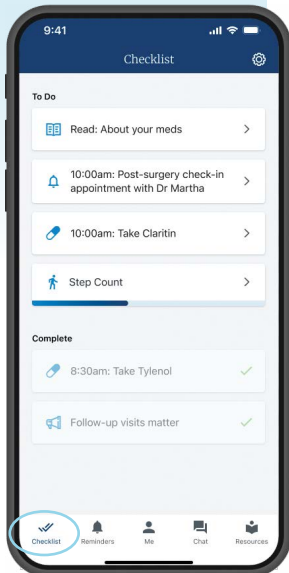 9:41
Checklist
To Do
Read: About your meds
10:00am: Post-surgery check-in
appointment with Dr Martha
10:00am: Take Claritin
Step Count
Complete
8:30am: Take Tylenol
Follow-up visits matter
Checklist Reminders Me Chat Resources